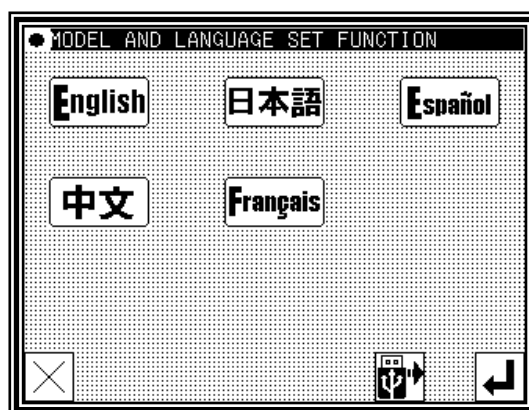 MODEL AND LANGUAGE SET FUNCTION
English 日本語 Español
中文 Français